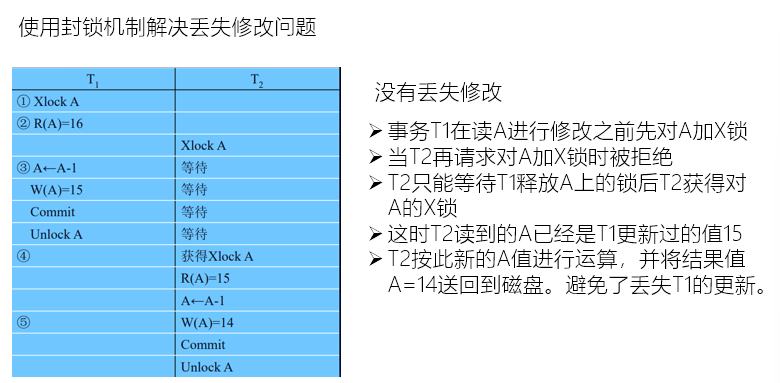 使用封锁机制解决丢失修改问题
T1 T2
① Xlock A
② R(A)=16
Xlock A
③ A←A-1 等待
W(A)=15 等待
Commit 等待
Unlock A 等待
④ 获得Xlock A
R(A)=15
A←A-1
⑤ W(A)=14
Commit
Unlock A
没有丢失修改
➢ 事务T1在读A进行修改之前先对A加X锁
➢ 当T2再请求对A加X锁时被拒绝
➢ T2只能等待T1释放A上的锁后T2获得对
A的X锁
➢ 这时T2读到的A已经是T1更新过的值15
➢ T2按此新的A值进行运算，并将结果值
A=14送回到磁盘。避免了丢失T1的更新。